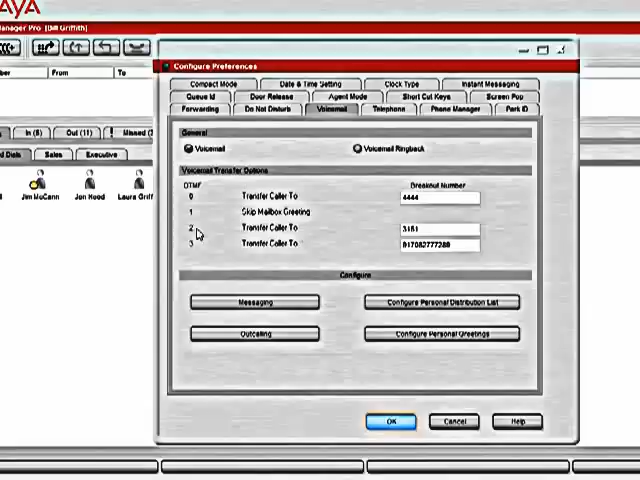 AYA
Manager Pro [Bill Griffith]
Configure Preferences
From
To
Compact Mode
Date & Time Setting
Clock Type
Instant Messaging
Queue Id
Door Release
Agent Mode
Short Cut Keys
Screen Pop
Forwarding
Do Not Disturb
Voicemail
Telephone
Phone Manager
Park ID
In (6)
Out (11)
Missed
Dials
Sales
Executive
General
Voicemail
Voicemail Ringback
Voicemail Transfer Options
DTMF
Breakout Number
0 Transfer Caller To 4444
1 Skip Mailbox Greeting
2 Transfer Caller To 3151
3 Transfer Caller To
Jim McCann
Jon Hood
Laura Griff
Configure
Messaging
Configure Personal Distribution List
Outcalling
Configure Personal Greetings
OK
Cancel
Help